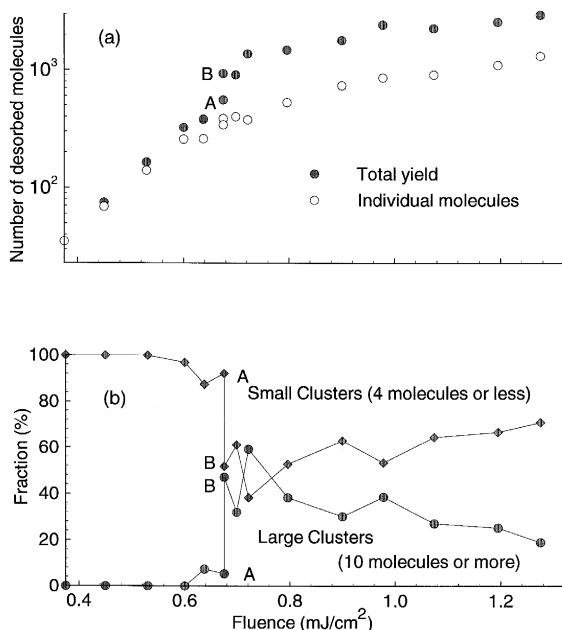 (a)
Number of desorbed molecules
10³
10²
B
A
Total yield
Individual molecules
(b)
Fraction (%)
100
80
60
40
20
0
A
Small Clusters (4 molecules or less)
B
B
Large Clusters
(10 molecules or more)
A
0.4 0.6 0.8 1.0 1.2
Fluence (mJ/cm²)